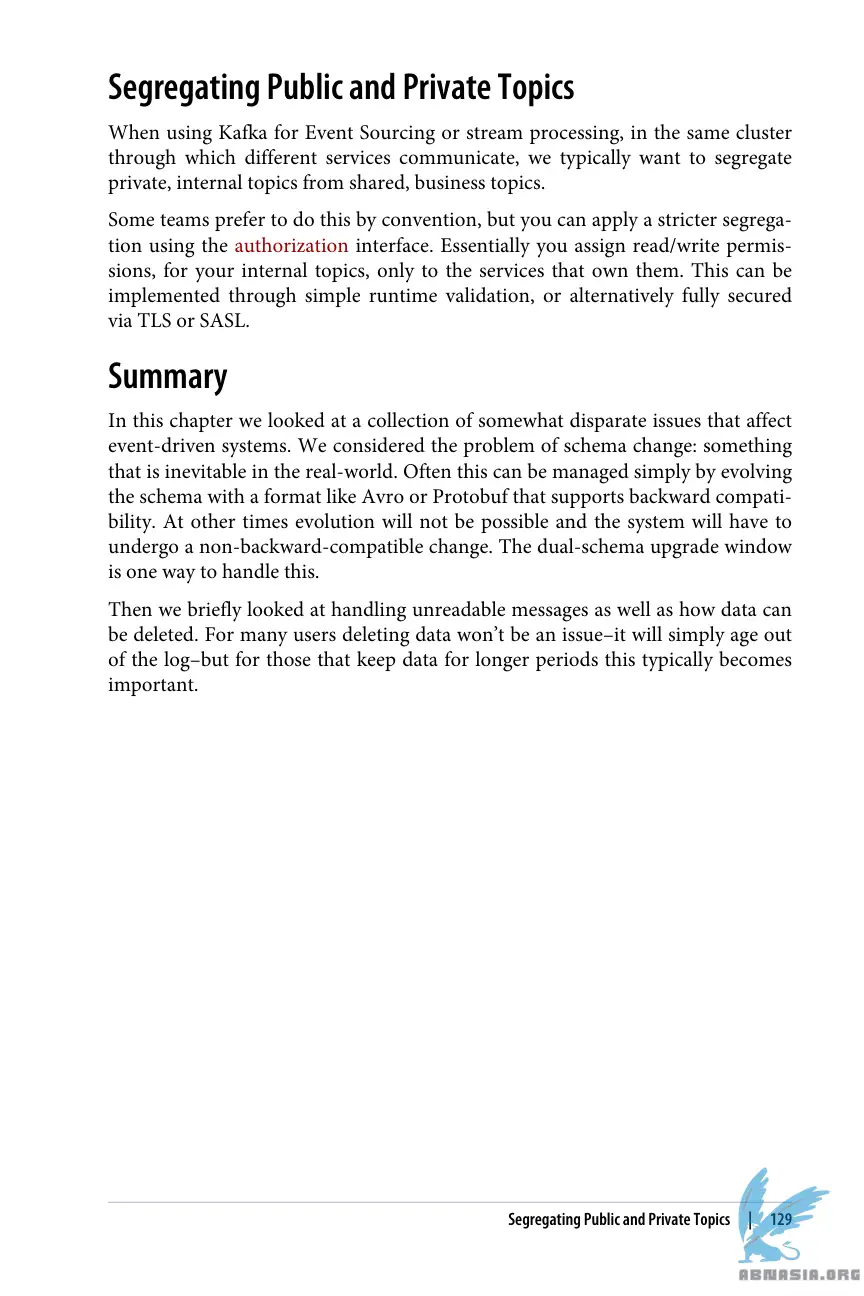 Segregating Public and Private Topics
When using Kafka for Event Sourcing or stream processing, in the same cluster
through which different services communicate, we typically want to segregate
private, internal topics from shared, business topics.
Some teams prefer to do this by convention, but you can apply a stricter segrega-
tion using the authorization interface. Essentially you assign read/write permis-
sions, for your internal topics, only to the services that own them. This can be
implemented through simple runtime validation, or alternatively fully secured
via TLS or SASL.
Summary
In this chapter we looked at a collection of somewhat disparate issues that affect
event-driven systems. We considered the problem of schema change: something
that is inevitable in the real-world. Often this can be managed simply by evolving
the schema with a format like Avro or Protobuf that supports backward compati-
bility. At other times evolution will not be possible and the system will have to
undergo a non-backward-compatible change. The dual-schema upgrade window
is one way to handle this.
Then we briefly looked at handling unreadable messages as well as how data can
be deleted. For many users deleting data won’t be an issue–it will simply age out
of the log–but for those that keep data for longer periods this typically becomes
important.
Segregating Public and Private Topics | 129
ABNASIA.ORG